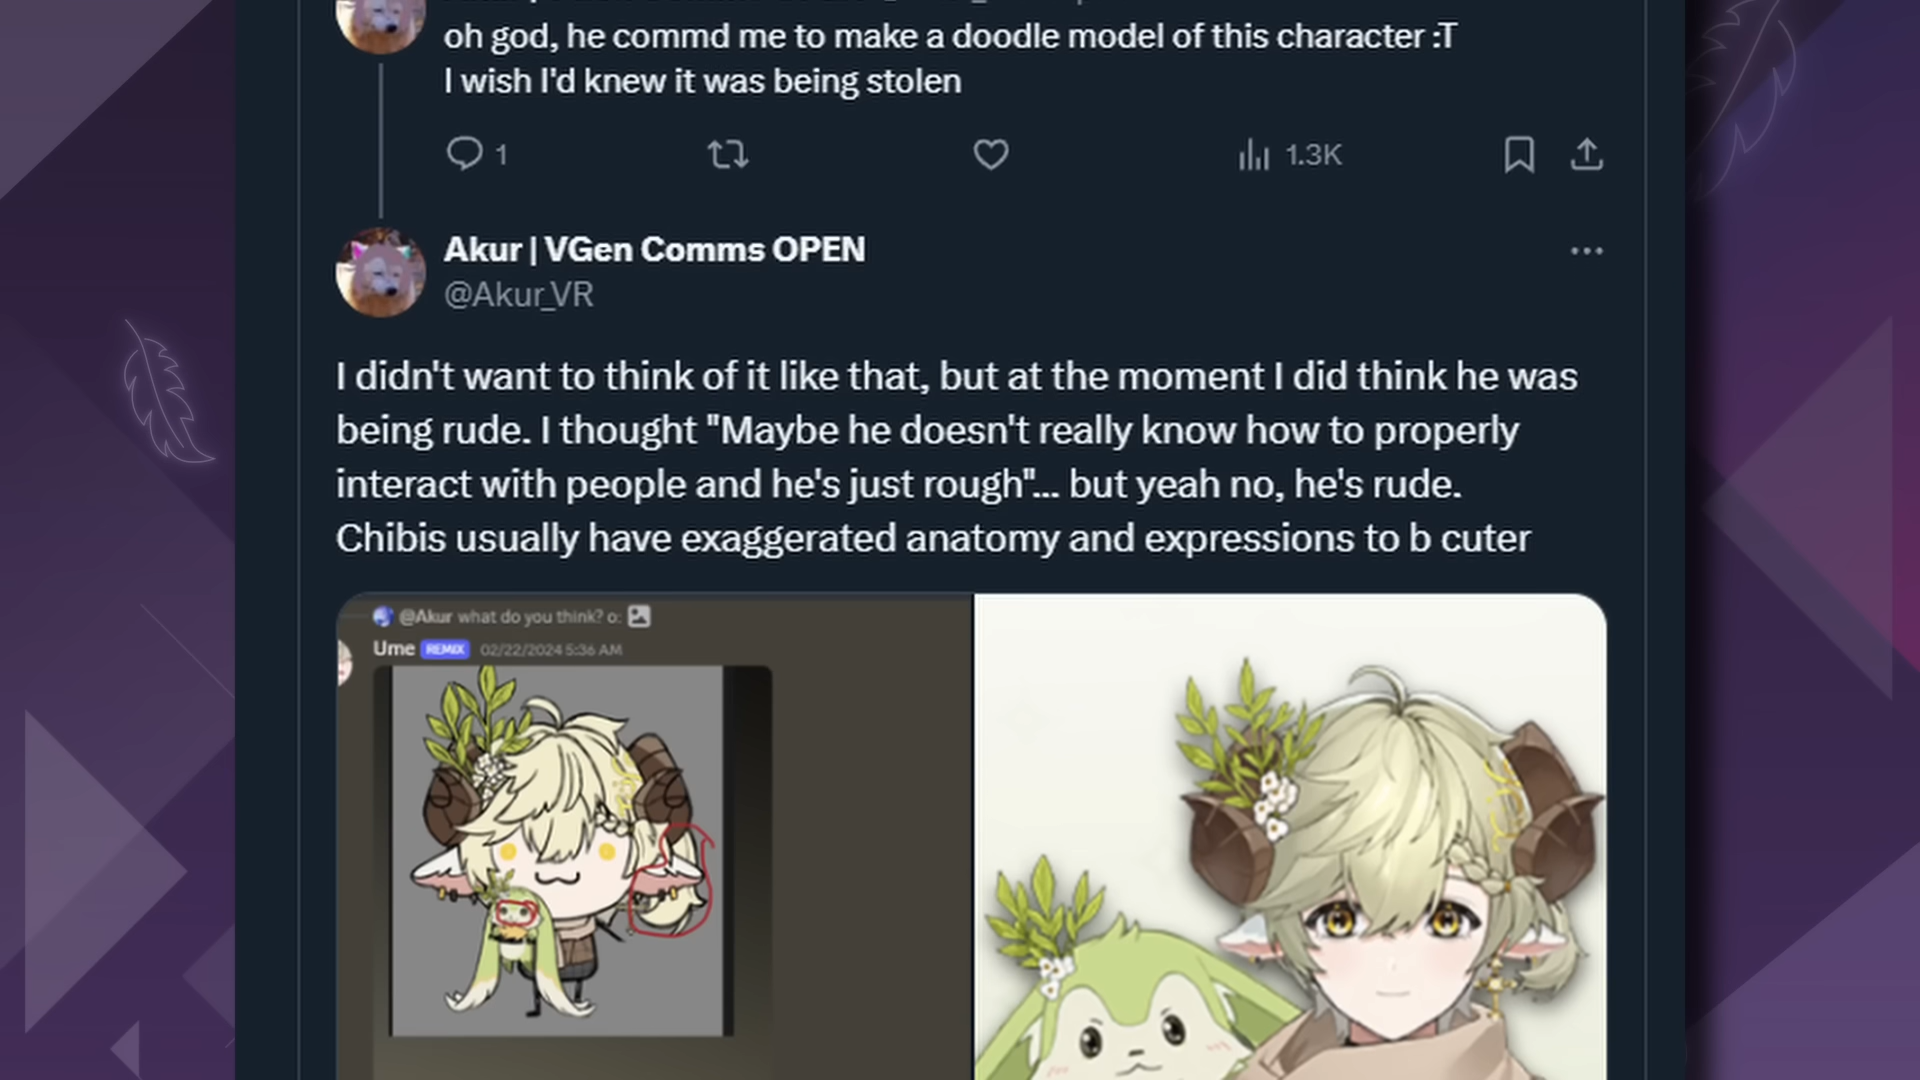 oh god, he commd me to make a doodle model of this character :T
I wish I'd knew it was being stolen
1
1.3K
Akur | VGen Comms OPEN
@Akur_VR
I didn't want to think of it like that, but at the moment I did think he was
being rude. I thought "Maybe he doesn't really know how to properly
interact with people and he's just rough"... but yeah no, he's rude.
Chibis usually have exaggerated anatomy and expressions to b cuter
@Akur what do you think? o:
Ume REMIX 02/22/2024 5:36 AM